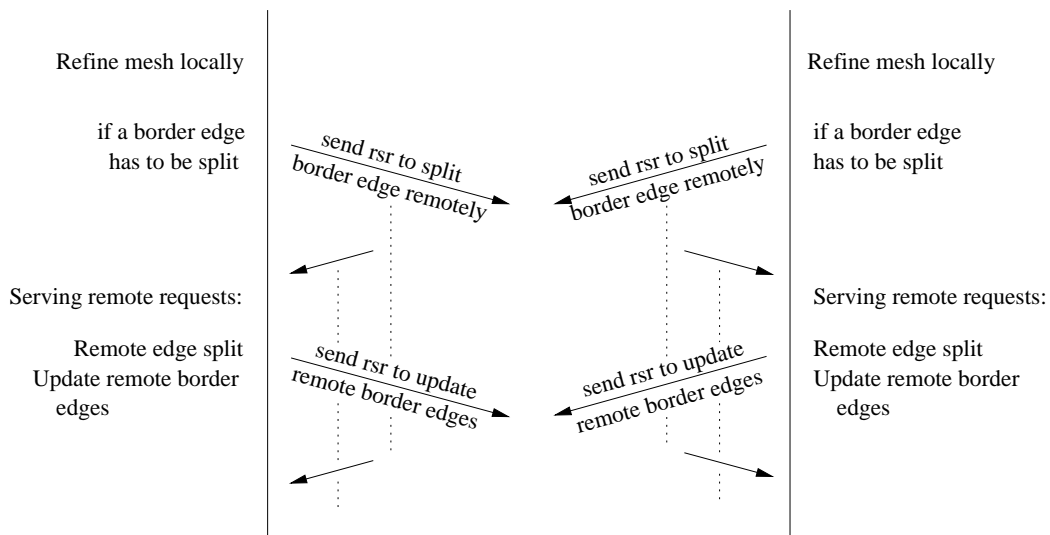 Refine mesh locally
if a border edge
has to be split
send rsr to split
border edge remotely
Serving remote requests:
Remote edge split
Update remote border
edges
send rsr to update
remote border edges
Refine mesh locally
if a border edge
has to be split
send rsr to split
border edge remotely
Serving remote requests:
Remote edge split
Update remote border
edges
send rsr to update
remote border edges